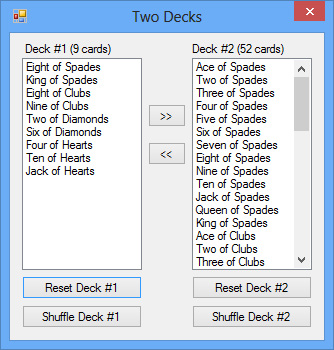 Two Decks
Deck #1 (9 cards)
Eight of Spades
King of Spades
Eight of Clubs
Nine of Clubs
Two of Diamonds
Six of Diamonds
Four of Hearts
Ten of Hearts
Jack of Hearts
>>
<<
Deck #2 (52 cards)
Ace of Spades
Two of Spades
Three of Spades
Four of Spades
Five of Spades
Six of Spades
Seven of Spades
Eight of Spades
Nine of Spades
Ten of Spades
Jack of Spades
Queen of Spades
King of Spades
Ace of Clubs
Two of Clubs
Three of Clubs
Reset Deck #1
Reset Deck #2
Shuffle Deck #1
Shuffle Deck #2